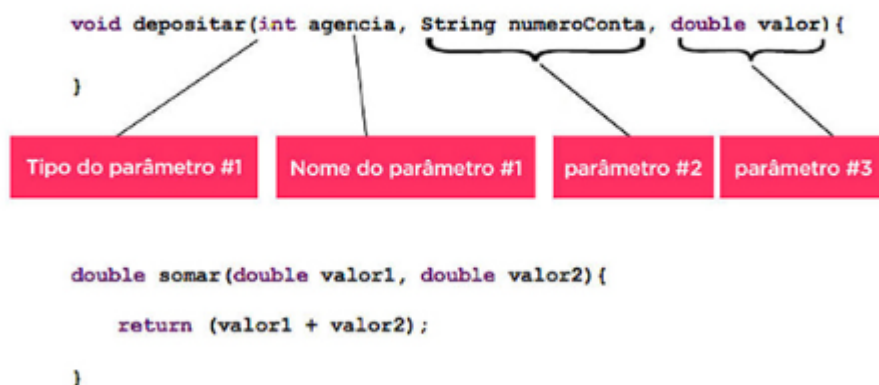 void depositar(int agencia, String numeroConta, double valor){
}
Tipo do parâmetro #1
Nome do parâmetro #1
parâmetro #2
parâmetro #3
double somar(double valor1, double valor2){
return (valor1 + valor2);
}